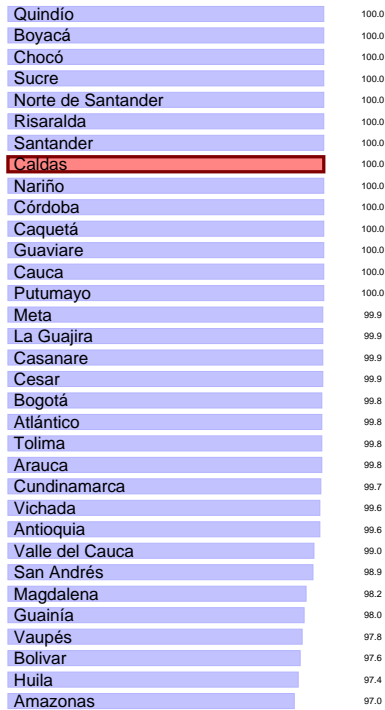 Quindío 100.0
Boyacá 100.0
Chocó 100.0
Sucre 100.0
Norte de Santander 100.0
Risaralda 100.0
Santander 100.0
Caldas 100.0
Nariño 100.0
Córdoba 100.0
Caquetá 100.0
Guaviare 100.0
Cauca 100.0
Putumayo 100.0
Meta 99.9
La Guajira 99.9
Casanare 99.9
Cesar 99.9
Bogotá 99.8
Atlántico 99.8
Tolima 99.8
Arauca 99.8
Cundinamarca 99.7
Vichada 99.6
Antioquia 99.6
Valle del Cauca 99.0
San Andrés 98.9
Magdalena 98.2
Guainía 98.0
Vaupés 97.8
Bolivar 97.6
Huila 97.4
Amazonas 97.0